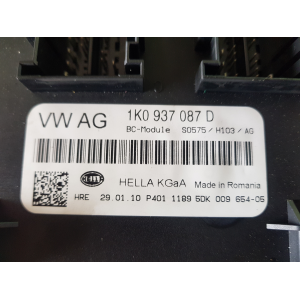 VW AG 1K0 937 087 D
BC-Module S0575 / H103 / AG
HELLA KGaA Made in Romania
HRE 29.01.10 P401 1189 5DK 009 654-05